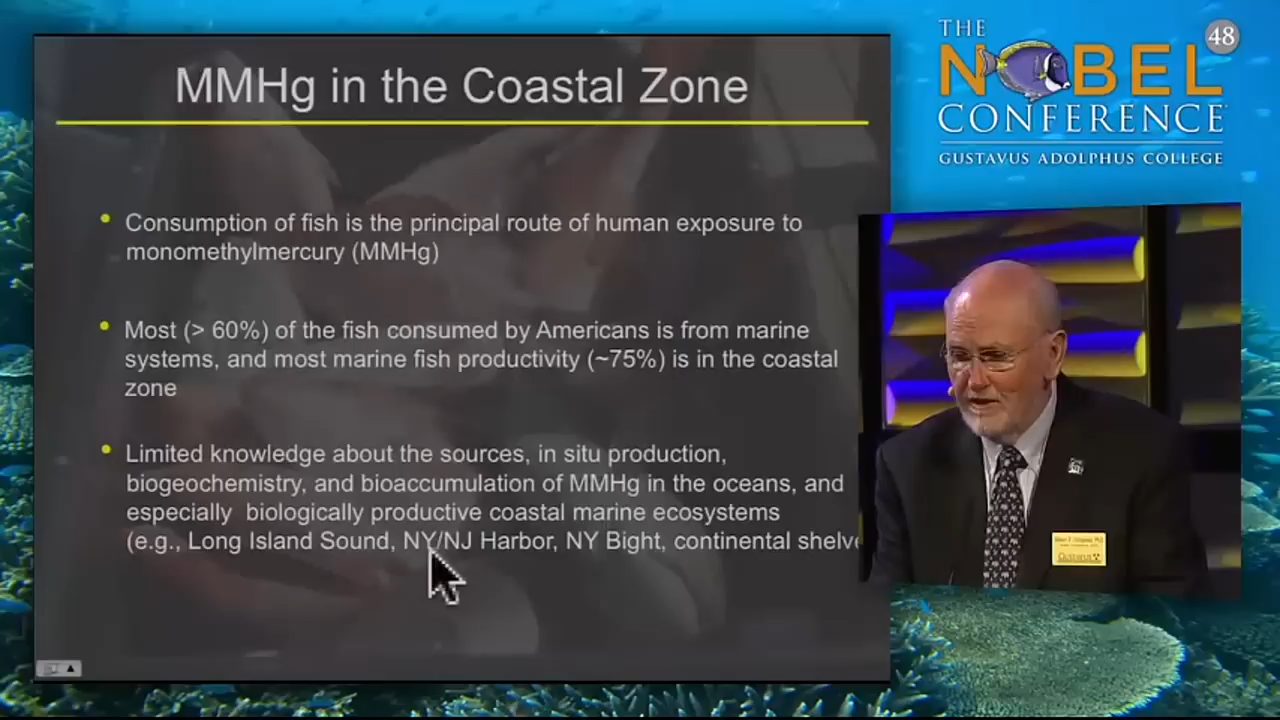 MMHg in the Coastal Zone
Consumption of fish is the principal route of human exposure to
monomethylmercury (MMHg)
Most (> 60%) of the fish consumed by Americans is from marine
systems, and most marine fish productivity (~75%) is in the coastal
zone
Limited knowledge about the sources, in situ production,
biogeochemistry, and bioaccumulation of MMHg in the oceans, and
especially biologically productive coastal marine ecosystems
(e.g., Long Island Sound, NY/NJ Harbor, NY Bight, continental shelve
THE
NOBEL
48
CONFERENCE
GUSTAVUS ADOLPHUS COLLEGE
GUSTAVUS